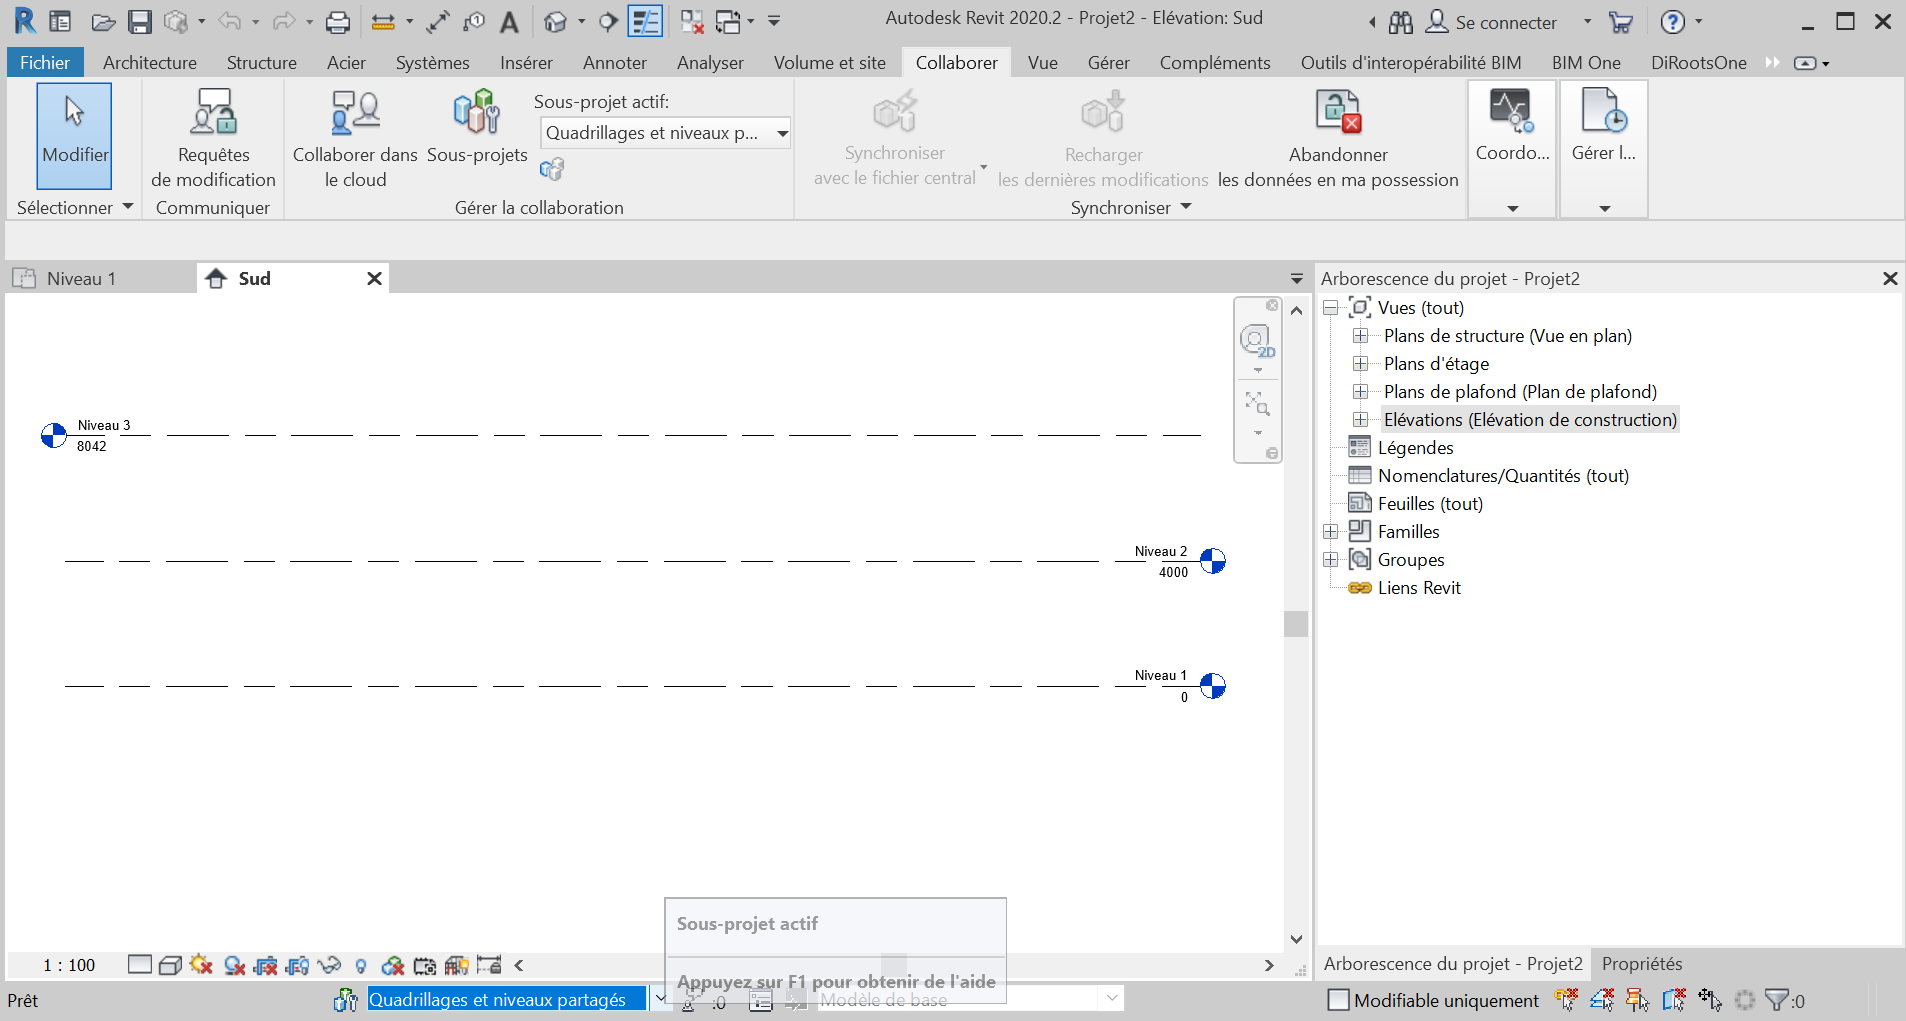 Autodesk Revit 2020.2 - Projet2 - Elévation: Sud
Se connecter
Fichier Architecture Structure Acier Systèmes Insérer Annoter Analyser Volume et site Collaborer Vue Gérer Compléments Outils d'interopérabilité BIM BIM One DiRootsOne
Modifier
Sélectionner
Requêtes
de modification
Communiquer
Collaborer dans
le cloud
Sous-projets
Sous-projet actif:
Quadrillages et niveaux p...
Gérer la collaboration
Synchroniser
avec le fichier central
Recharger
les dernières modifications
Abandonner
les données en ma possession
Synchroniser
Coordo...
Gérer l...
Niveau 1
Sud
2D
Niveau 3
8042
Niveau 2
4000
Niveau 1
0
Arborescence du projet - Projet2
Vues (tout)
Plans de structure (Vue en plan)
Plans d'étage
Plans de plafond (Plan de plafond)
Elévations (Elévation de construction)
Légendes
Nomenclatures/Quantités (tout)
Feuilles (tout)
Familles
Groupes
Liens Revit
Sous-projet actif
Appuyez sur F1 pour obtenir de l'aide
1 : 100
Arborescence du projet - Projet2 Propriétés
Prêt
Quadrillages et niveaux partagés
:0
Modèle de base
Modifiable uniquement
:0